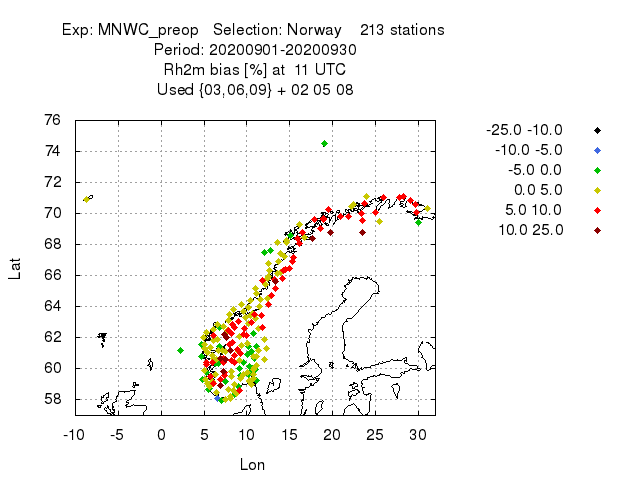 Exp: MNWC_preop   Selection: Norway    213 stations
Period: 20200901-20200930
Rh2m bias [%] at  11 UTC
Used {03,06,09} + 02 05 08
76
74
72
70
68
66
64
62
60
58
Lat
-10 -5 0 5 10 15 20 25 30
Lon
-25.0 -10.0
-10.0 -5.0
-5.0 0.0
0.0 5.0
5.0 10.0
10.0 25.0